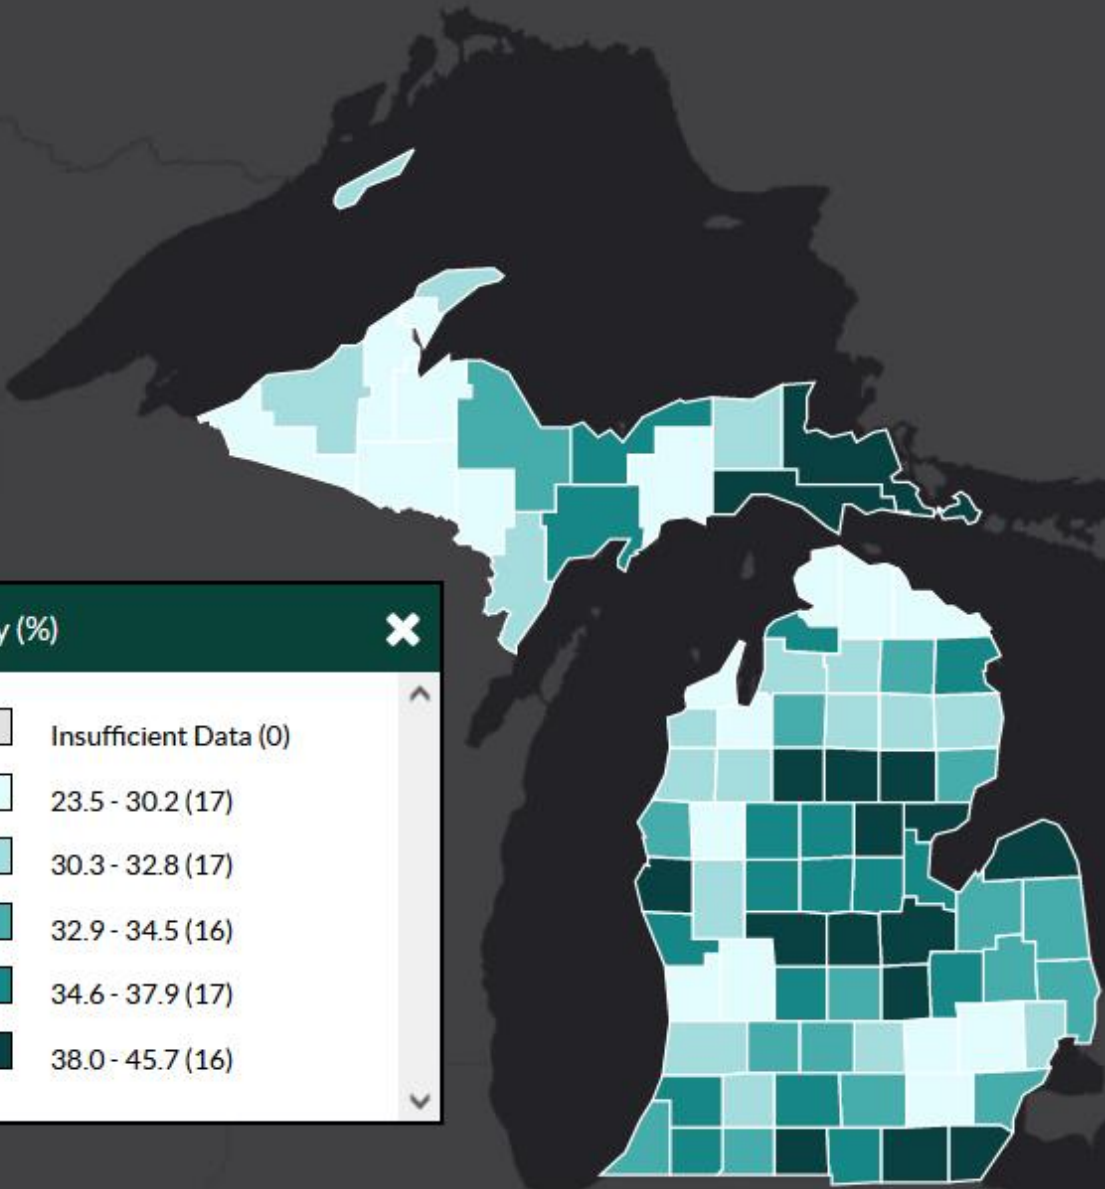 y (%)
Insufficient Data (0)
23.5 - 30.2 (17)
30.3 - 32.8 (17)
32.9 - 34.5 (16)
34.6 - 37.9 (17)
38.0 - 45.7 (16)